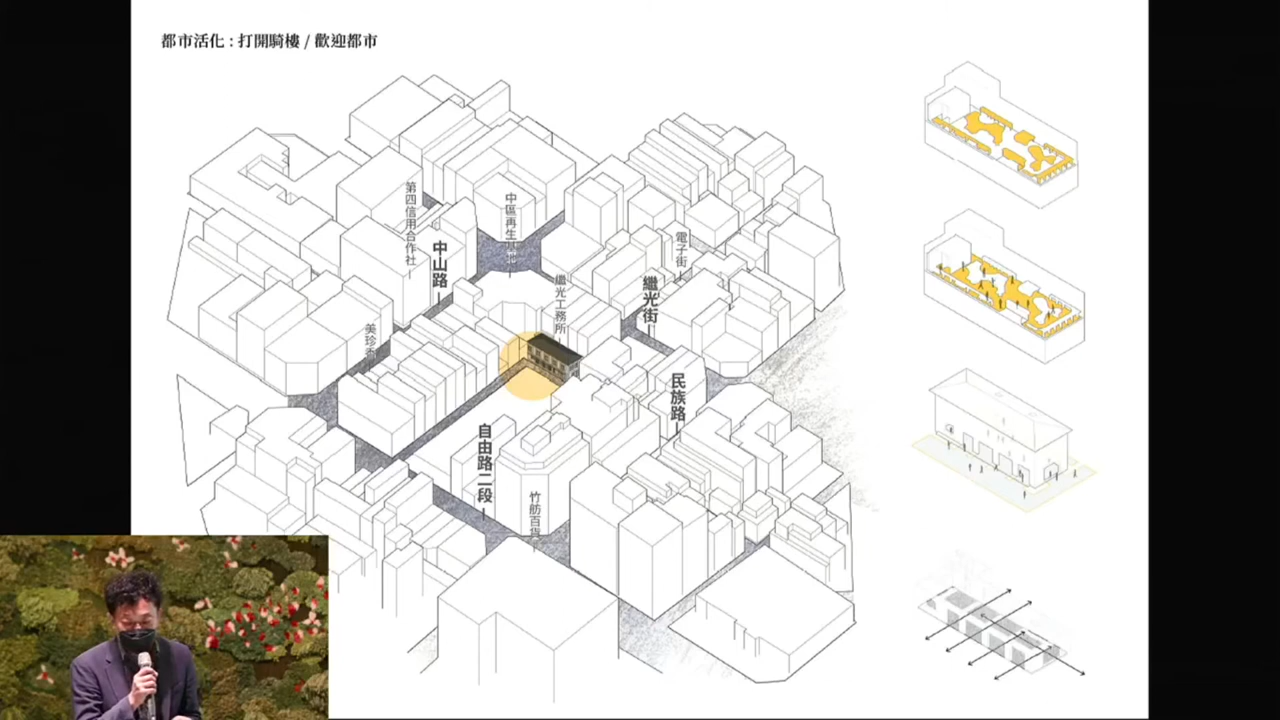 都市活化 : 打開騎樓 / 歡迎都市
第四信用合作社
中區再生基地
中山路
電子街
繼光工務所
繼光街
美珍香
民族路
自由路二段
竹舫百貨